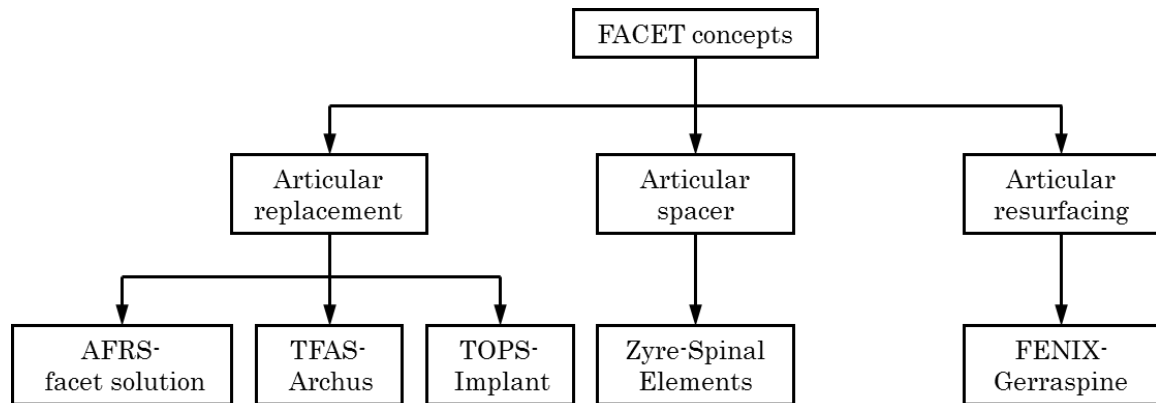 FACET concepts
Articular
replacement
Articular
spacer
Articular
resurfacing
AFRS-
facet solution
TFAS-
Archus
TOPS-
Implant
Zyre-Spinal
Elements
FENIX-
Gerraspine